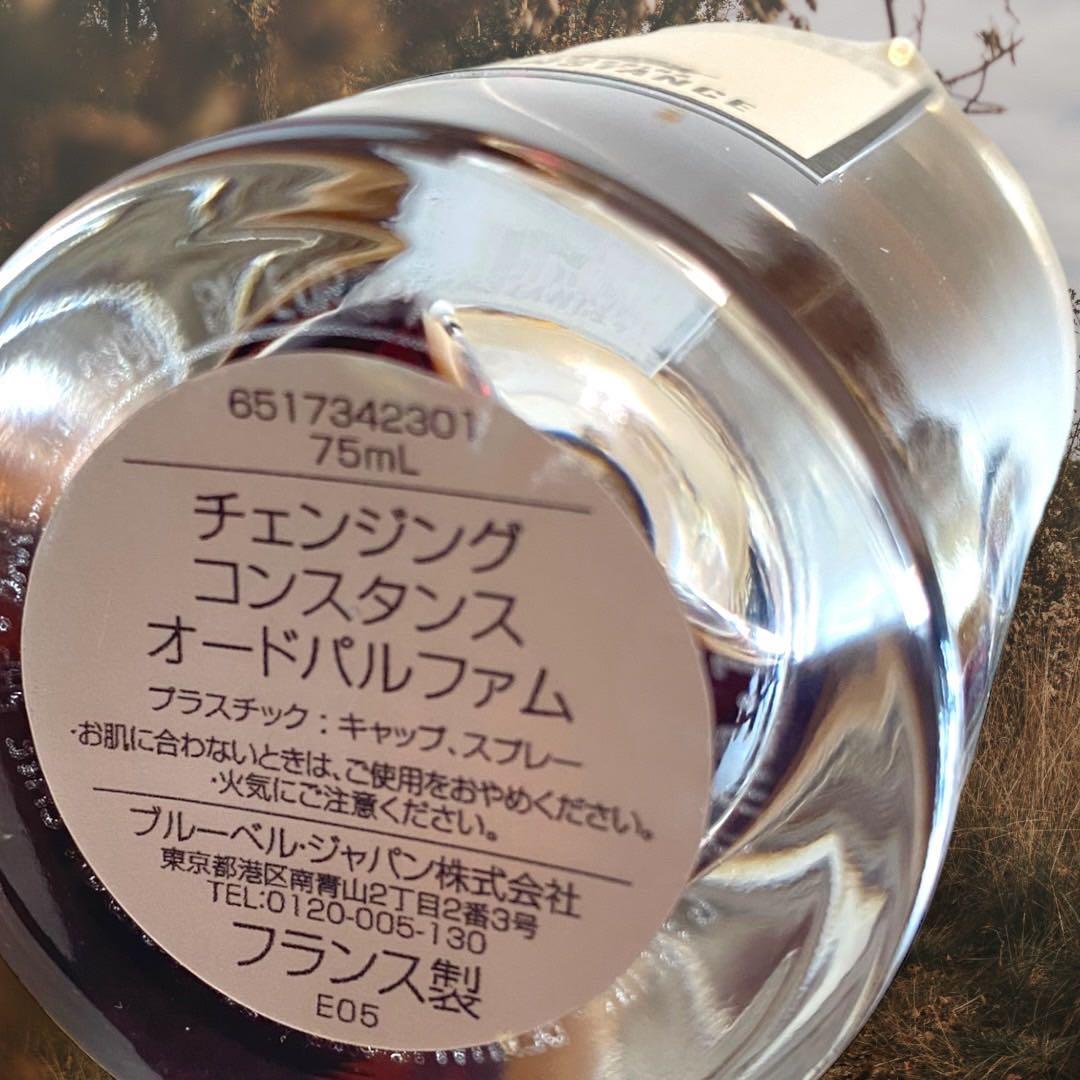 6517342301
75mL
チェンジング
コンスタンス
オードパルファム
プラスチック：キャップ、スプレー
・お肌に合わないときは、ご使用をおやめください。
・火気にご注意ください。
ブルーベル・ジャパン株式会社
東京都港区南青山2丁目2番3号
TEL:0120-005-130
フランス製
E05